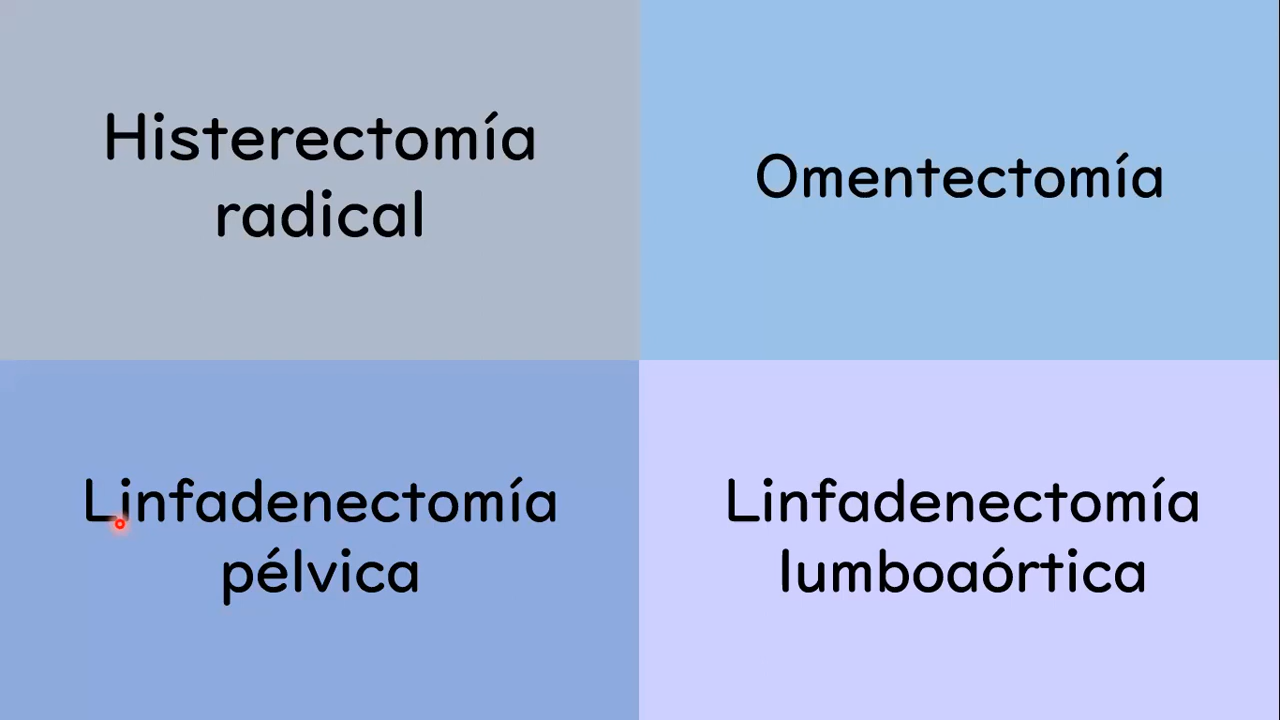 Histerectomía
radical
Omentectomía
Linfadenectomía
pélvica
Linfadenectomía
lumboaórtica